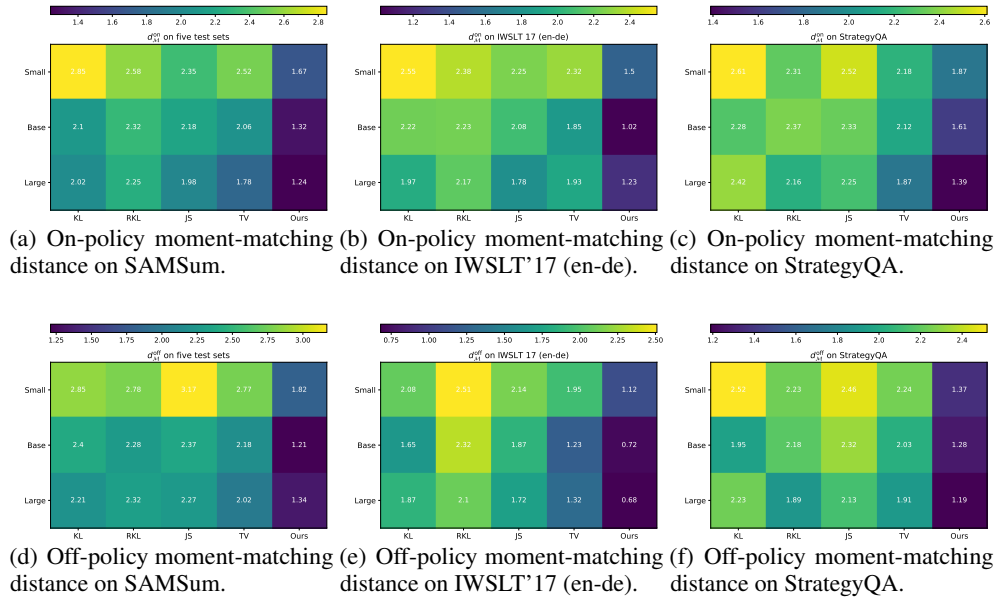 1.4 1.6 1.8 2.0 2.2 2.4 2.6 2.8
d_M^on on five test sets
Small 2.85 2.58 2.35 2.52 1.67
Base 2.1 2.32 2.18 2.06 1.32
Large 2.02 2.25 1.98 1.78 1.24
KL RKL JS TV Ours
(a) On-policy moment-matching
distance on SAMSum.
1.2 1.4 1.6 1.8 2.0 2.2 2.4
d_M^on on IWSLT 17 (en-de)
Small 2.55 2.38 2.25 2.32 1.5
Base 2.22 2.23 2.08 1.85 1.02
Large 1.97 2.17 1.78 1.93 1.23
KL RKL JS TV Ours
(b) On-policy moment-matching
distance on IWSLT'17 (en-de).
1.4 1.6 1.8 2.0 2.2 2.4 2.6
d_M^on on StrategyQA
Small 2.61 2.31 2.52 2.18 1.87
Base 2.28 2.37 2.33 2.12 1.61
Large 2.42 2.16 2.25 1.87 1.39
KL RKL JS TV Ours
(c) On-policy moment-matching
distance on StrategyQA.
1.25 1.50 1.75 2.00 2.25 2.50 2.75 3.00
d_M^off on five test sets
Small 2.85 2.78 3.17 2.77 1.82
Base 2.4 2.28 2.37 2.18 1.21
Large 2.21 2.32 2.27 2.02 1.34
KL RKL JS TV Ours
(d) Off-policy moment-matching
distance on SAMSum.
0.75 1.00 1.25 1.50 1.75 2.00 2.25 2.50
d_M^off on IWSLT 17 (en-de)
Small 2.08 2.51 2.14 1.95 1.12
Base 1.65 2.32 1.87 1.23 0.72
Large 1.87 2.1 1.72 1.32 0.68
KL RKL JS TV Ours
(e) Off-policy moment-matching
distance on IWSLT'17 (en-de).
1.2 1.4 1.6 1.8 2.0 2.2 2.4
d_M^off on StrategyQA
Small 2.52 2.23 2.46 2.24 1.37
Base 1.95 2.18 2.32 2.03 1.28
Large 2.23 1.89 2.13 1.91 1.19
KL RKL JS TV Ours
(f) Off-policy moment-matching
distance on StrategyQA.